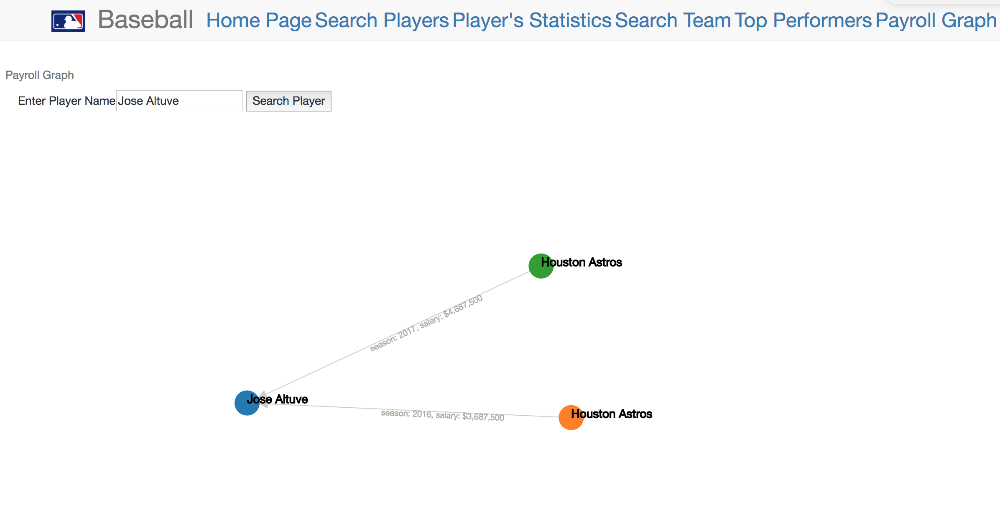 Baseball Home Page Search Players Player's Statistics Search Team Top Performers Payroll Graph
Payroll Graph
Enter Player Name Jose Altuve Search Player
Houston Astros
season: 2017, salary: $4,687,500
Jose Altuve
season: 2016, salary: $3,687,500
Houston Astros